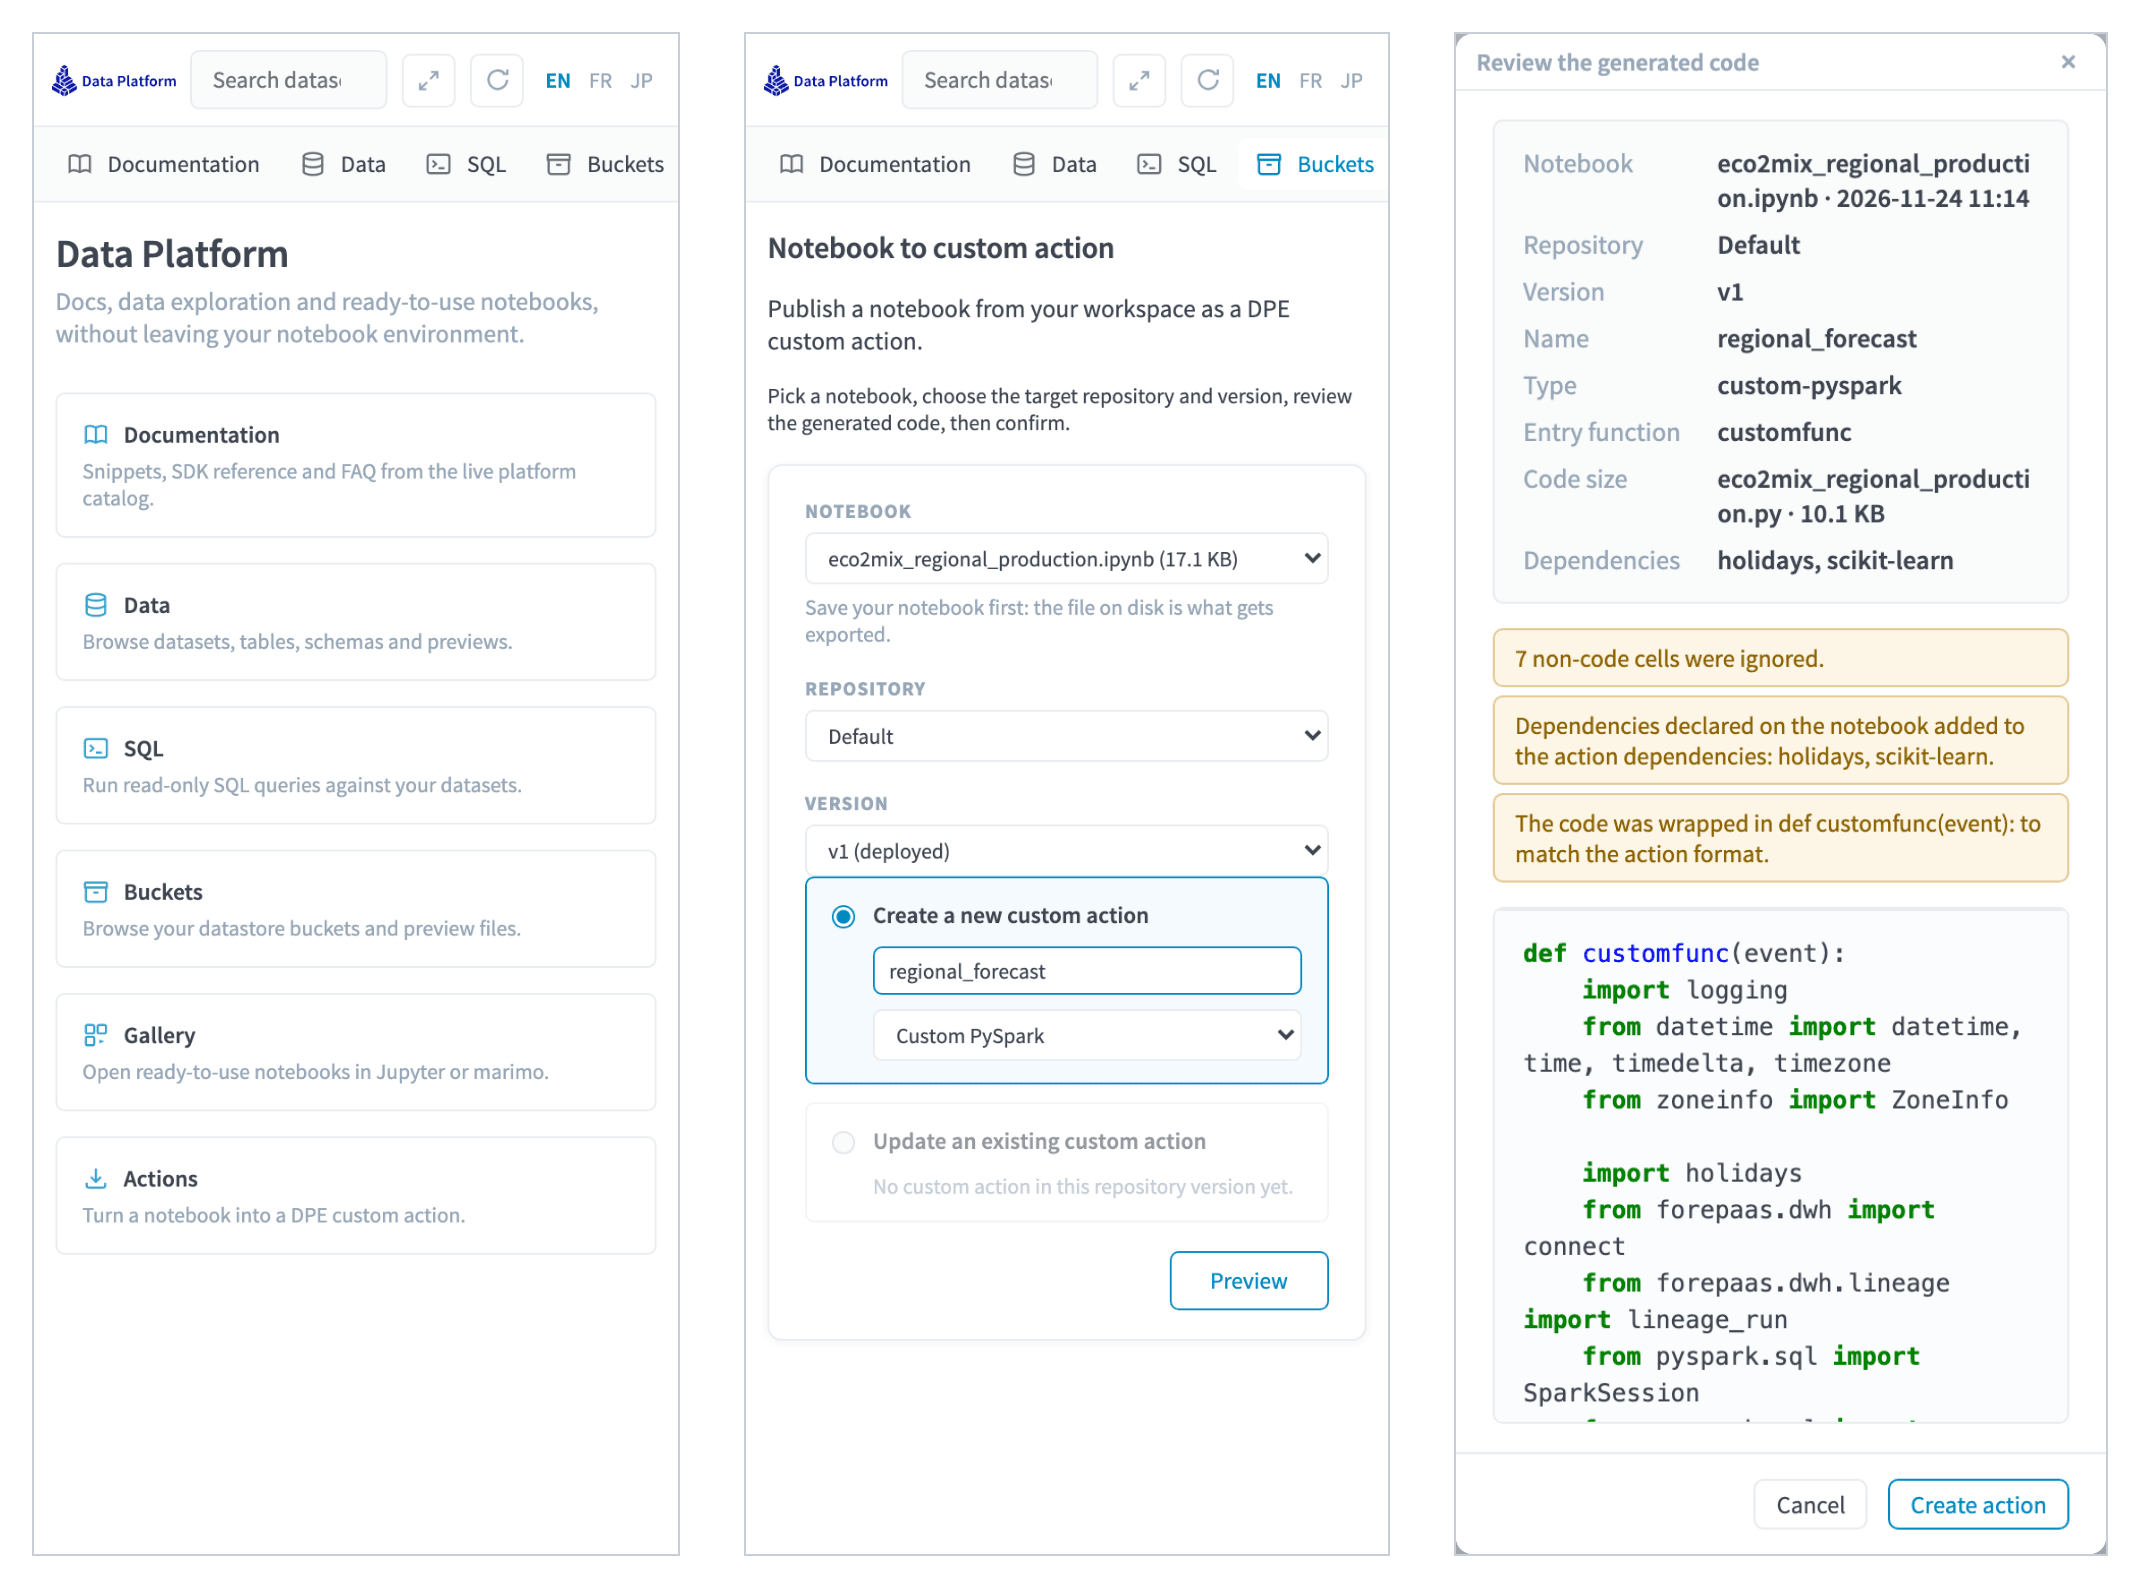 Data Platform
Search datas
EN FR JP
Documentation Data SQL Buckets
Data Platform
Docs, data exploration and ready-to-use notebooks,
without leaving your notebook environment.
Documentation
Snippets, SDK reference and FAQ from the live platform
catalog.
Data
Browse datasets, tables, schemas and previews.
SQL
Run read-only SQL queries against your datasets.
Buckets
Browse your datastore buckets and preview files.
Gallery
Open ready-to-use notebooks in Jupyter or marimo.
Actions
Turn a notebook into a DPE custom action.
Data Platform
Search datas
EN FR JP
Documentation Data SQL Buckets
Notebook to custom action
Publish a notebook from your workspace as a DPE
custom action.
Pick a notebook, choose the target repository and version, review
the generated code, then confirm.
NOTEBOOK
eco2mix_regional_production.ipynb (17.1 KB)
Save your notebook first: the file on disk is what gets
exported.
REPOSITORY
Default
VERSION
v1 (deployed)
Create a new custom action
regional_forecast
Custom PySpark
Update an existing custom action
No custom action in this repository version yet.
Preview
Review the generated code ×
Notebook eco2mix_regional_producti
on.ipynb · 2026-11-24 11:14
Repository Default
Version v1
Name regional_forecast
Type custom-pyspark
Entry function customfunc
Code size eco2mix_regional_producti
on.py · 10.1 KB
Dependencies holidays, scikit-learn
7 non-code cells were ignored.
Dependencies declared on the notebook added to
the action dependencies: holidays, scikit-learn.
The code was wrapped in def customfunc(event): to
match the action format.
def customfunc(event):
import logging
from datetime import datetime,
time, timedelta, timezone
from zoneinfo import ZoneInfo
import holidays
from forepaas.dwh import
connect
from forepaas.dwh.lineage
import lineage_run
from pyspark.sql import
SparkSession
Cancel Create action